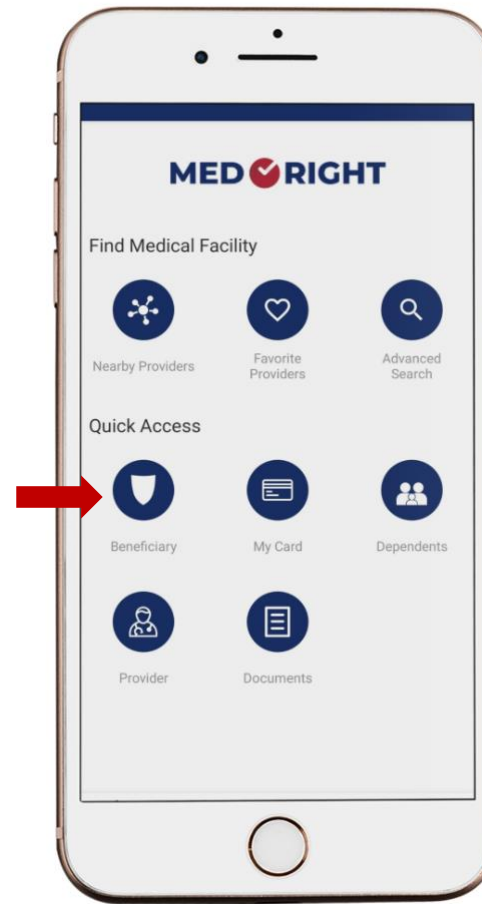 MED RIGHT
Find Medical Facility
Nearby Providers
Favorite
Providers
Advanced
Search
Quick Access
Beneficiary
My Card
Dependents
Provider
Documents